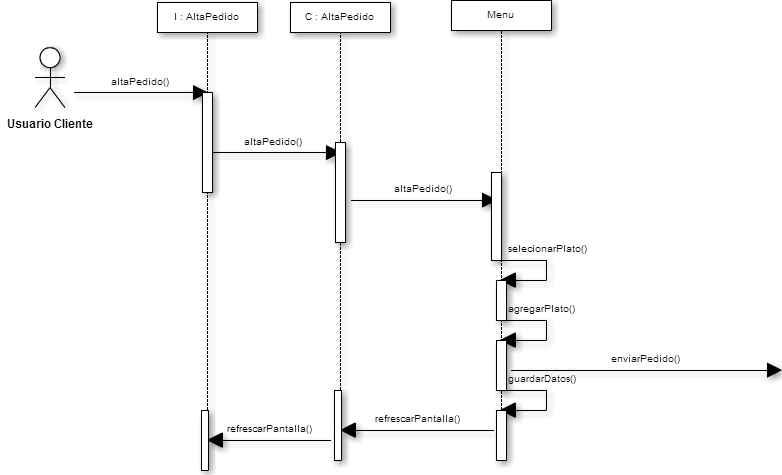 I : AltaPedido
C : AltaPedido
Menu
altaPedido()
Usuario Cliente
altaPedido()
altaPedido()
selecionarPlato()
agregarPlato()
enviarPedido()
guardarDatos()
refrescarPantalla()
refrescarPantalla()